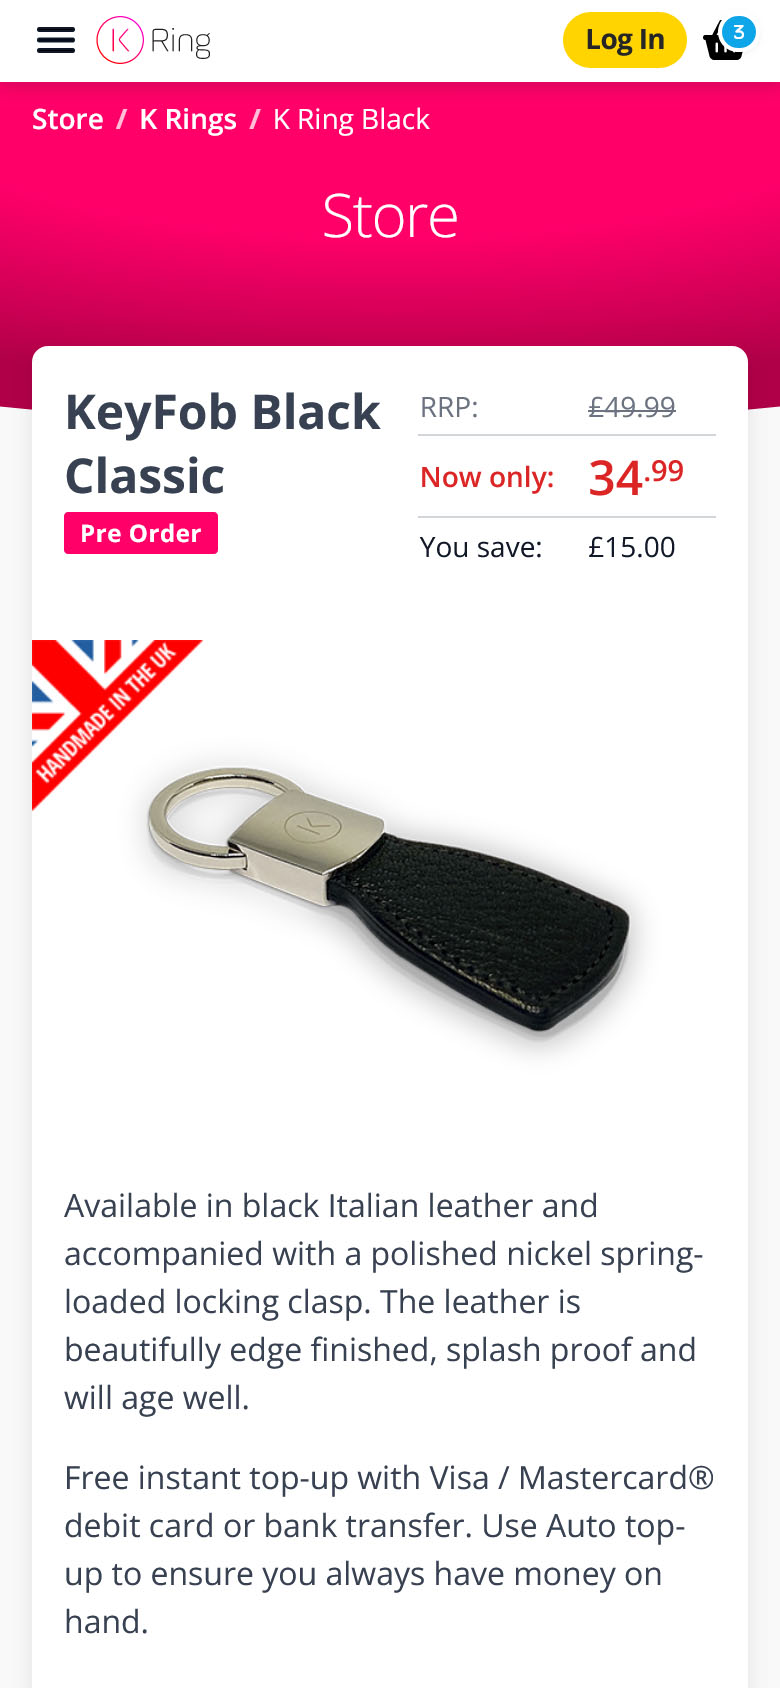 K Ring
Log In
3
Store / K Rings / K Ring Black
Store
KeyFob Black
Classic
Pre Order
RRP: £49.99
Now only: 34.99
You save: £15.00
HANDMADE IN THE UK
K
Available in black Italian leather and
accompanied with a polished nickel spring-
loaded locking clasp. The leather is
beautifully edge finished, splash proof and
will age well.
Free instant top-up with Visa / Mastercard®
debit card or bank transfer. Use Auto top-
up to ensure you always have money on
hand.